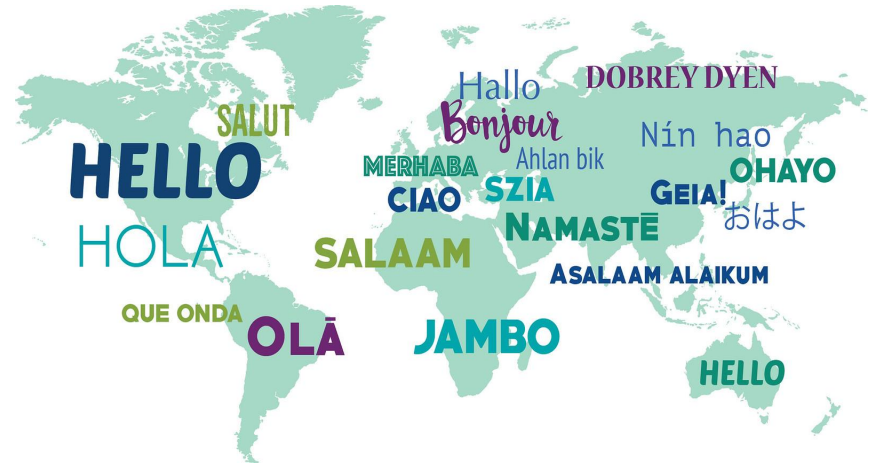 Hallo
DOBREY DYEN
SALUT
Bonjour
Nín hao
HELLO
MERHABA
Ahlan bik
OHAYO
CIAO
SZIA
GEIA!
おはよ
NAMASTĒ
HOLA
SALAAM
ASALAAM ALAIKUM
QUE ONDA
OLĀ
JAMBO
HELLO